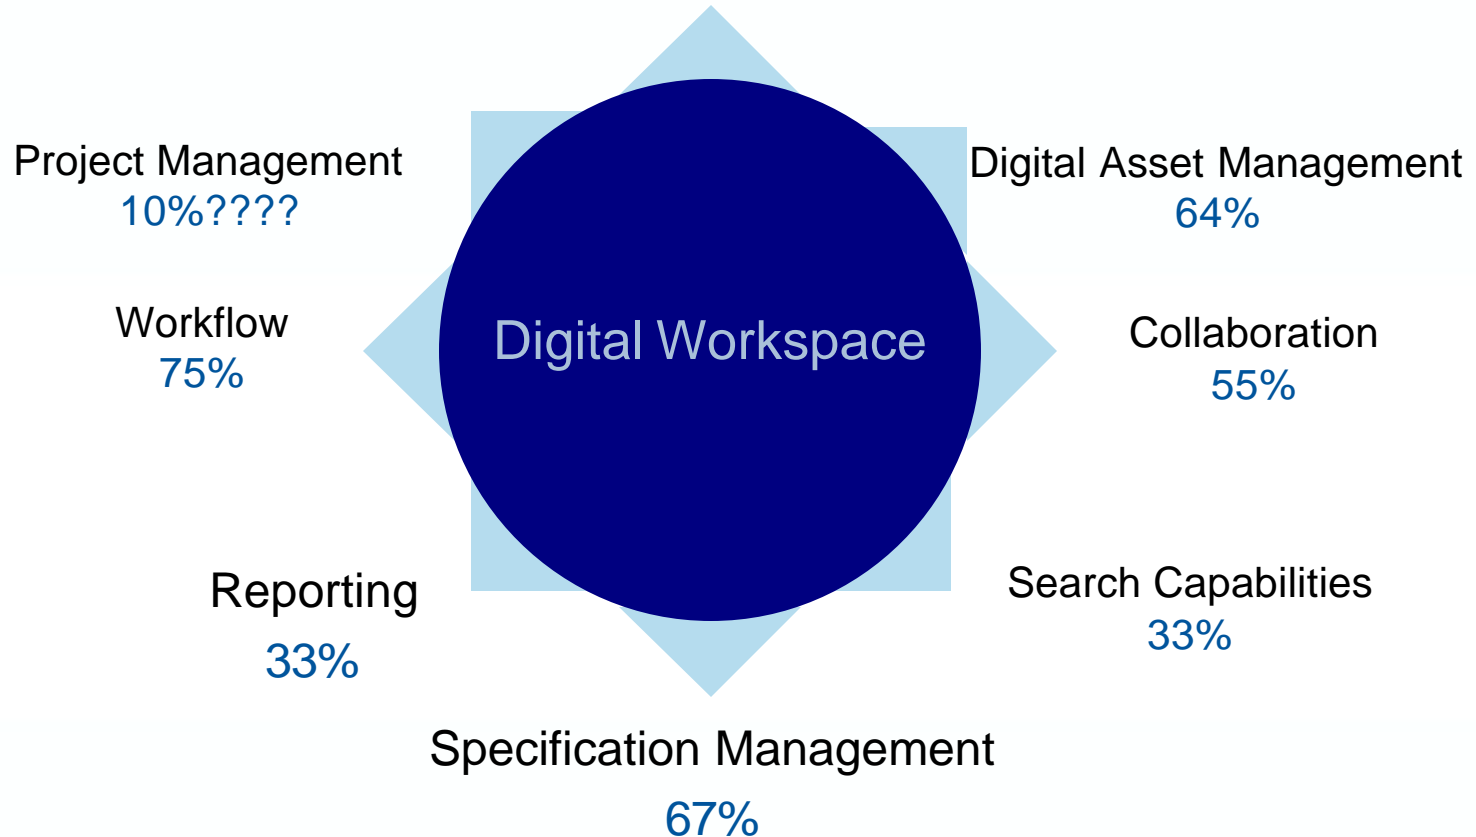 Project Management
10%????
Digital Asset Management
64%
Workflow
75%
Digital Workspace
Collaboration
55%
Reporting
33%
Search Capabilities
33%
Specification Management
67%